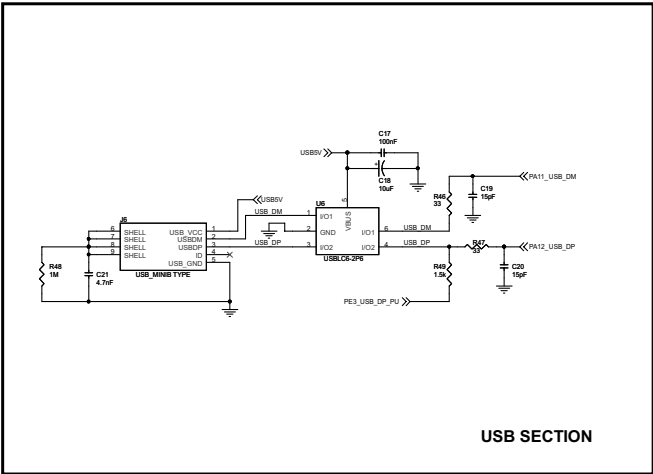 C17
100nF
USB5V
C18
10uF
PA11_USB_DM
C19
15pF
R46
33
USB5V
U6
5
VBUS
J6
USB_DM
1
I/O1
I/O1
6
USB_DM
6
SHELL
USB_VCC
1
7
SHELL
USBDM
2
2
GND
8
SHELL
USBDP
3
USB_DP
3
I/O2
I/O2
4
USB_DP
R47
33
PA12_USB_DP
9
SHELL
ID
4
USB_GND
5
USB_MINIB TYPE
USBLC6-2P6
R48
1M
C21
4.7nF
R49
1.5k
C20
15pF
PE3_USB_DP_PU
USB SECTION